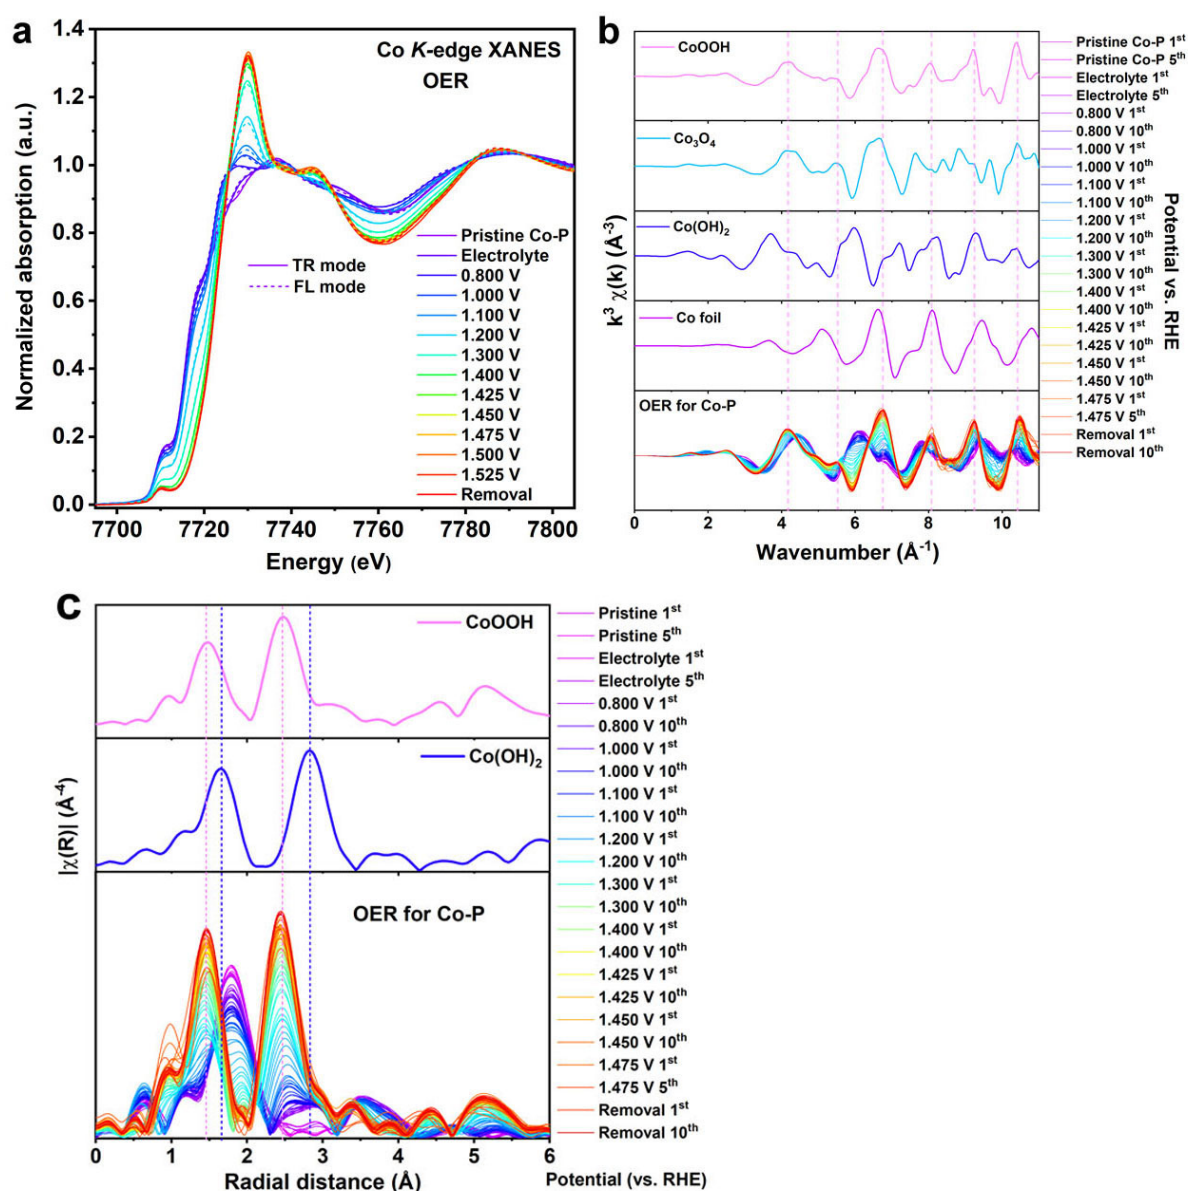 a
Co K-edge XANES
OER
1.4
1.2
1.0
0.8
0.6
0.4
0.2
0.0
Normalized absorption (a.u.)
TR mode
FL mode
Pristine Co-P
Electrolyte
0.800 V
1.000 V
1.100 V
1.200 V
1.300 V
1.400 V
1.425 V
1.450 V
1.475 V
1.500 V
1.525 V
Removal
7700 7720 7740 7760 7780 7800
Energy (eV)
b
CoOOH
Co₃O₄
Co(OH)₂
Co foil
OER for Co-P
k³ χ(k) (Å⁻³)
0 2 4 6 8 10
Wavenumber (Å⁻¹)
Pristine Co-P 1ˢᵗ
Pristine Co-P 5ᵗʰ
Electrolyte 1ˢᵗ
Electrolyte 5ᵗʰ
0.800 V 1ˢᵗ
0.800 V 10ᵗʰ
1.000 V 1ˢᵗ
1.000 V 10ᵗʰ
1.100 V 1ˢᵗ
1.100 V 10ᵗʰ
1.200 V 1ˢᵗ
1.200 V 10ᵗʰ
1.300 V 1ˢᵗ
1.300 V 10ᵗʰ
1.400 V 1ˢᵗ
1.400 V 10ᵗʰ
1.425 V 1ˢᵗ
1.425 V 10ᵗʰ
1.450 V 1ˢᵗ
1.450 V 10ᵗʰ
1.475 V 1ˢᵗ
1.475 V 5ᵗʰ
Removal 1ˢᵗ
Removal 10ᵗʰ
Potential vs. RHE
c
CoOOH
Co(OH)₂
OER for Co-P
|χ(R)| (Å⁻⁴)
0 1 2 3 4 5 6
Radial distance (Å)
Pristine 1ˢᵗ
Pristine 5ᵗʰ
Electrolyte 1ˢᵗ
Electrolyte 5ᵗʰ
0.800 V 1ˢᵗ
0.800 V 10ᵗʰ
1.000 V 1ˢᵗ
1.000 V 10ᵗʰ
1.100 V 1ˢᵗ
1.100 V 10ᵗʰ
1.200 V 1ˢᵗ
1.200 V 10ᵗʰ
1.300 V 1ˢᵗ
1.300 V 10ᵗʰ
1.400 V 1ˢᵗ
1.400 V 10ᵗʰ
1.425 V 1ˢᵗ
1.425 V 10ᵗʰ
1.450 V 1ˢᵗ
1.450 V 10ᵗʰ
1.475 V 1ˢᵗ
1.475 V 5ᵗʰ
Removal 1ˢᵗ
Removal 10ᵗʰ
Potential (vs. RHE)